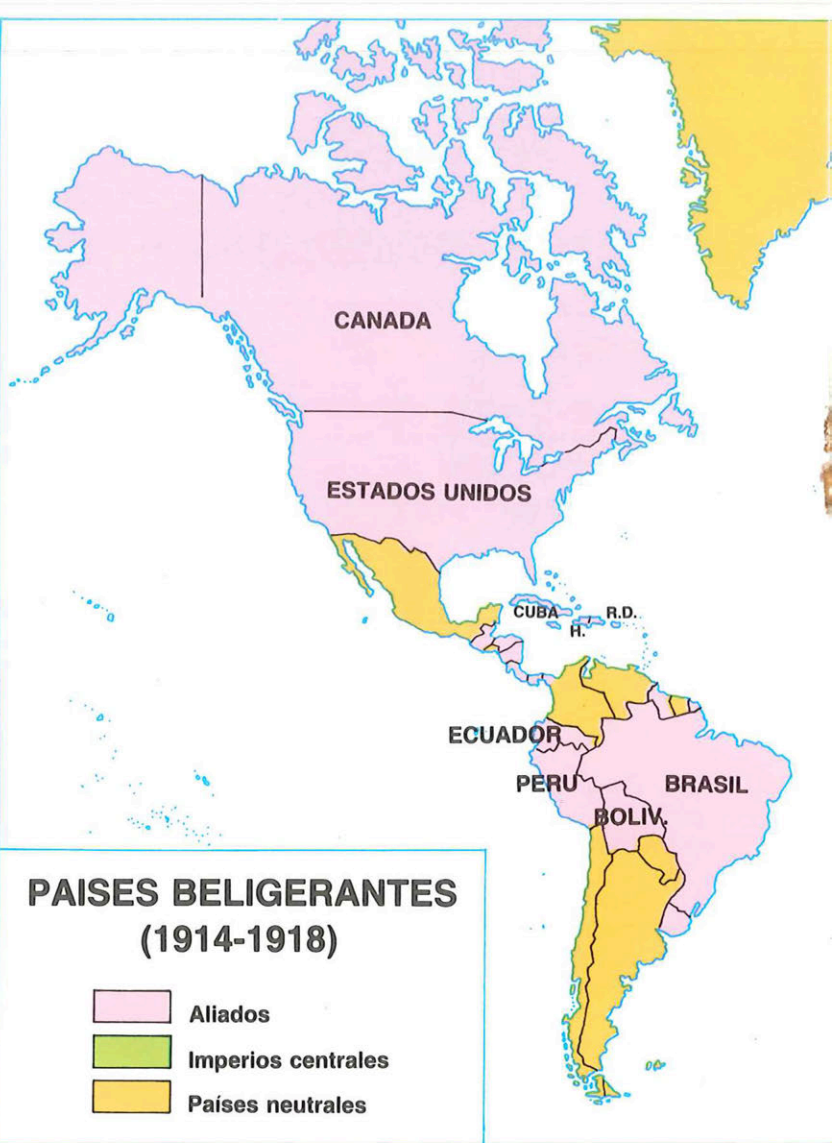 CANADA
ESTADOS UNIDOS
CUBA
R.D.
H.
ECUADOR
PERU
BRASIL
BOLIV.
PAISES BELIGERANTES
(1914-1918)
Aliados
Imperios centrales
Países neutrales